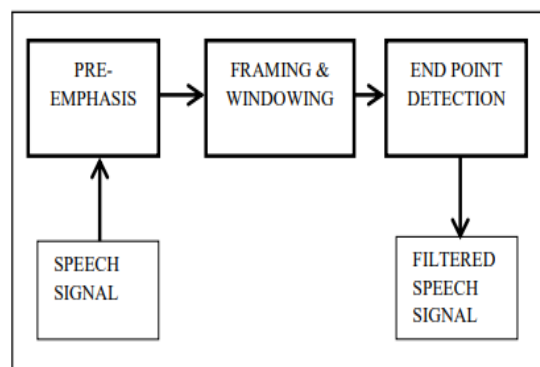 PRE-
EMPHASIS
FRAMING &
WINDOWING
END POINT
DETECTION
SPEECH
SIGNAL
FILTERED
SPEECH
SIGNAL